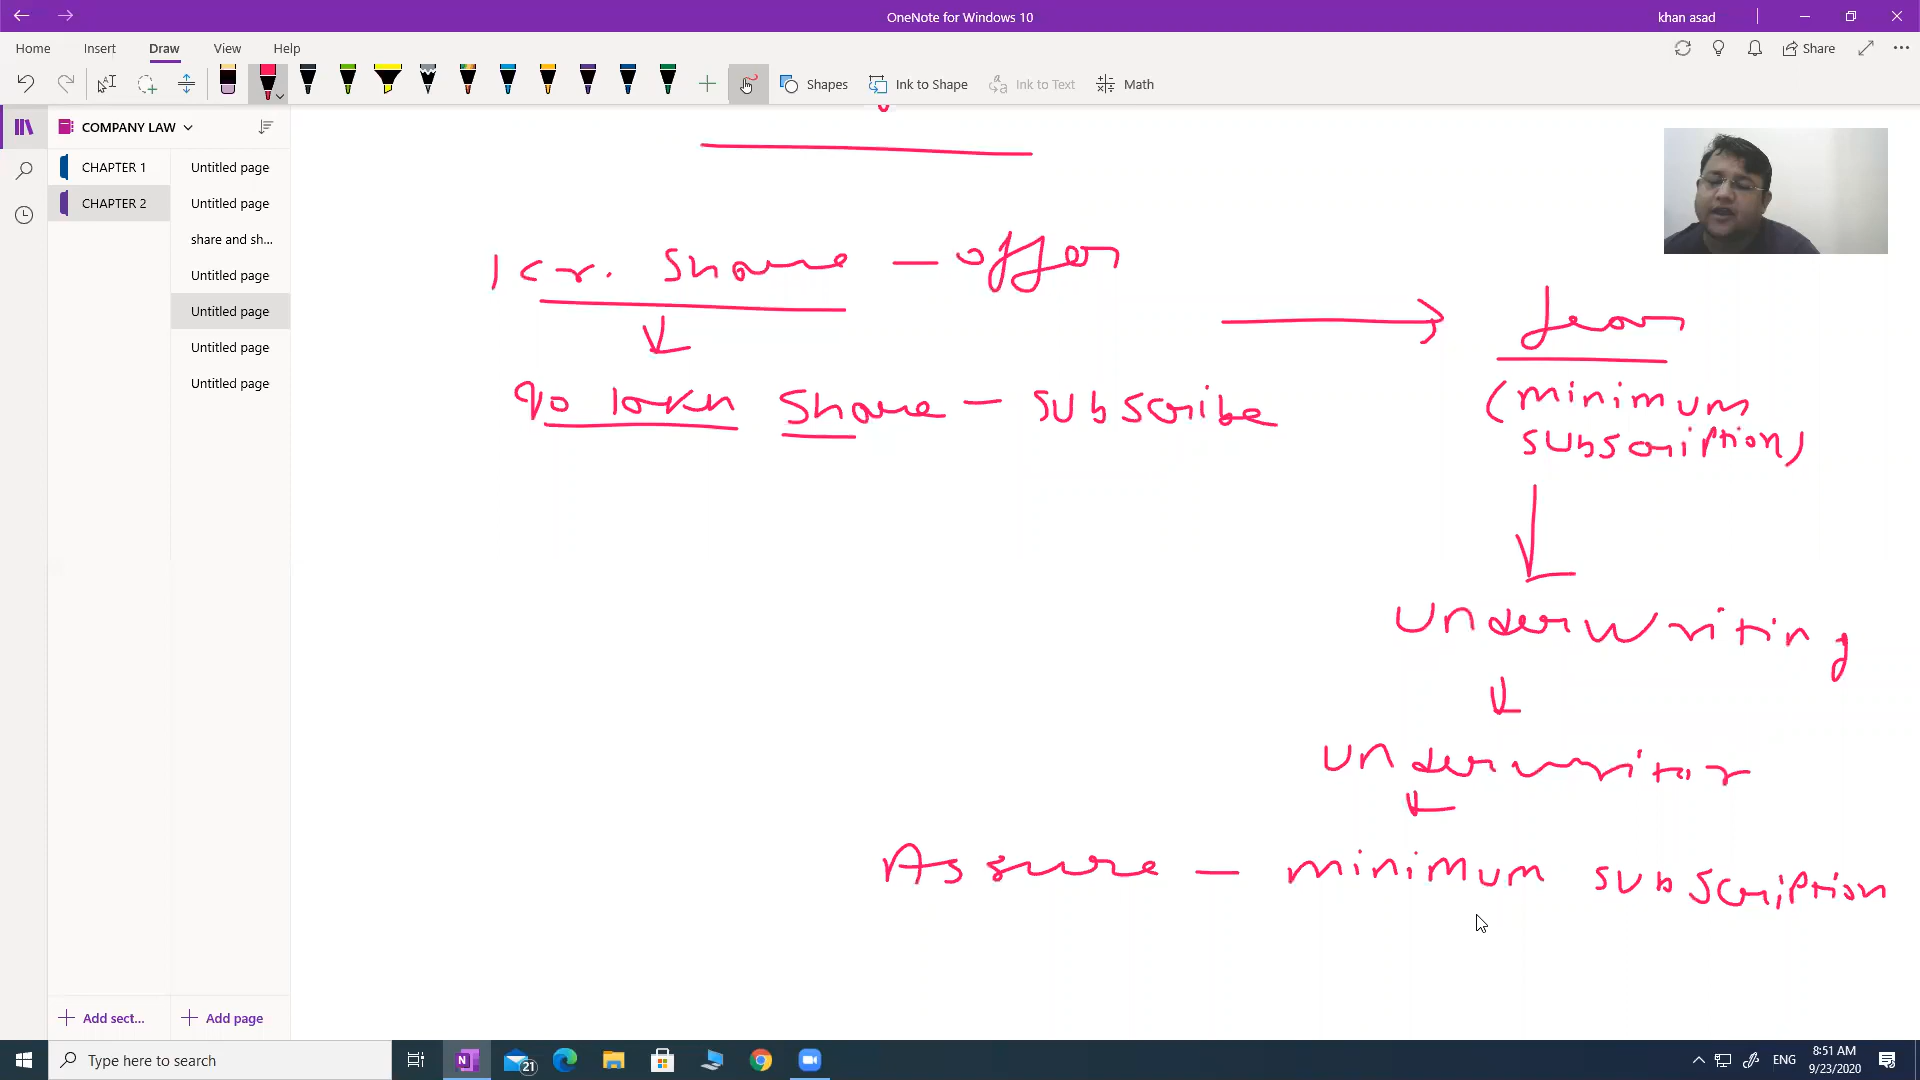 OneNote for Windows 10
khan asad
Home Insert Draw View Help
Share
Shapes
Ink to Shape
Ink to Text
Math
COMPANY LAW
CHAPTER 1
CHAPTER 2
Untitled page
Untitled page
share and sh...
Untitled page
Untitled page
Untitled page
Untitled page
1 cr. Share - offer
90 lakh Share - subscribe
(minimum
subscription)
underwriting
underwriter
Assure - minimum subscription
Add sect...
Add page
Type here to search
21
ENG
8:51 AM
9/23/2020